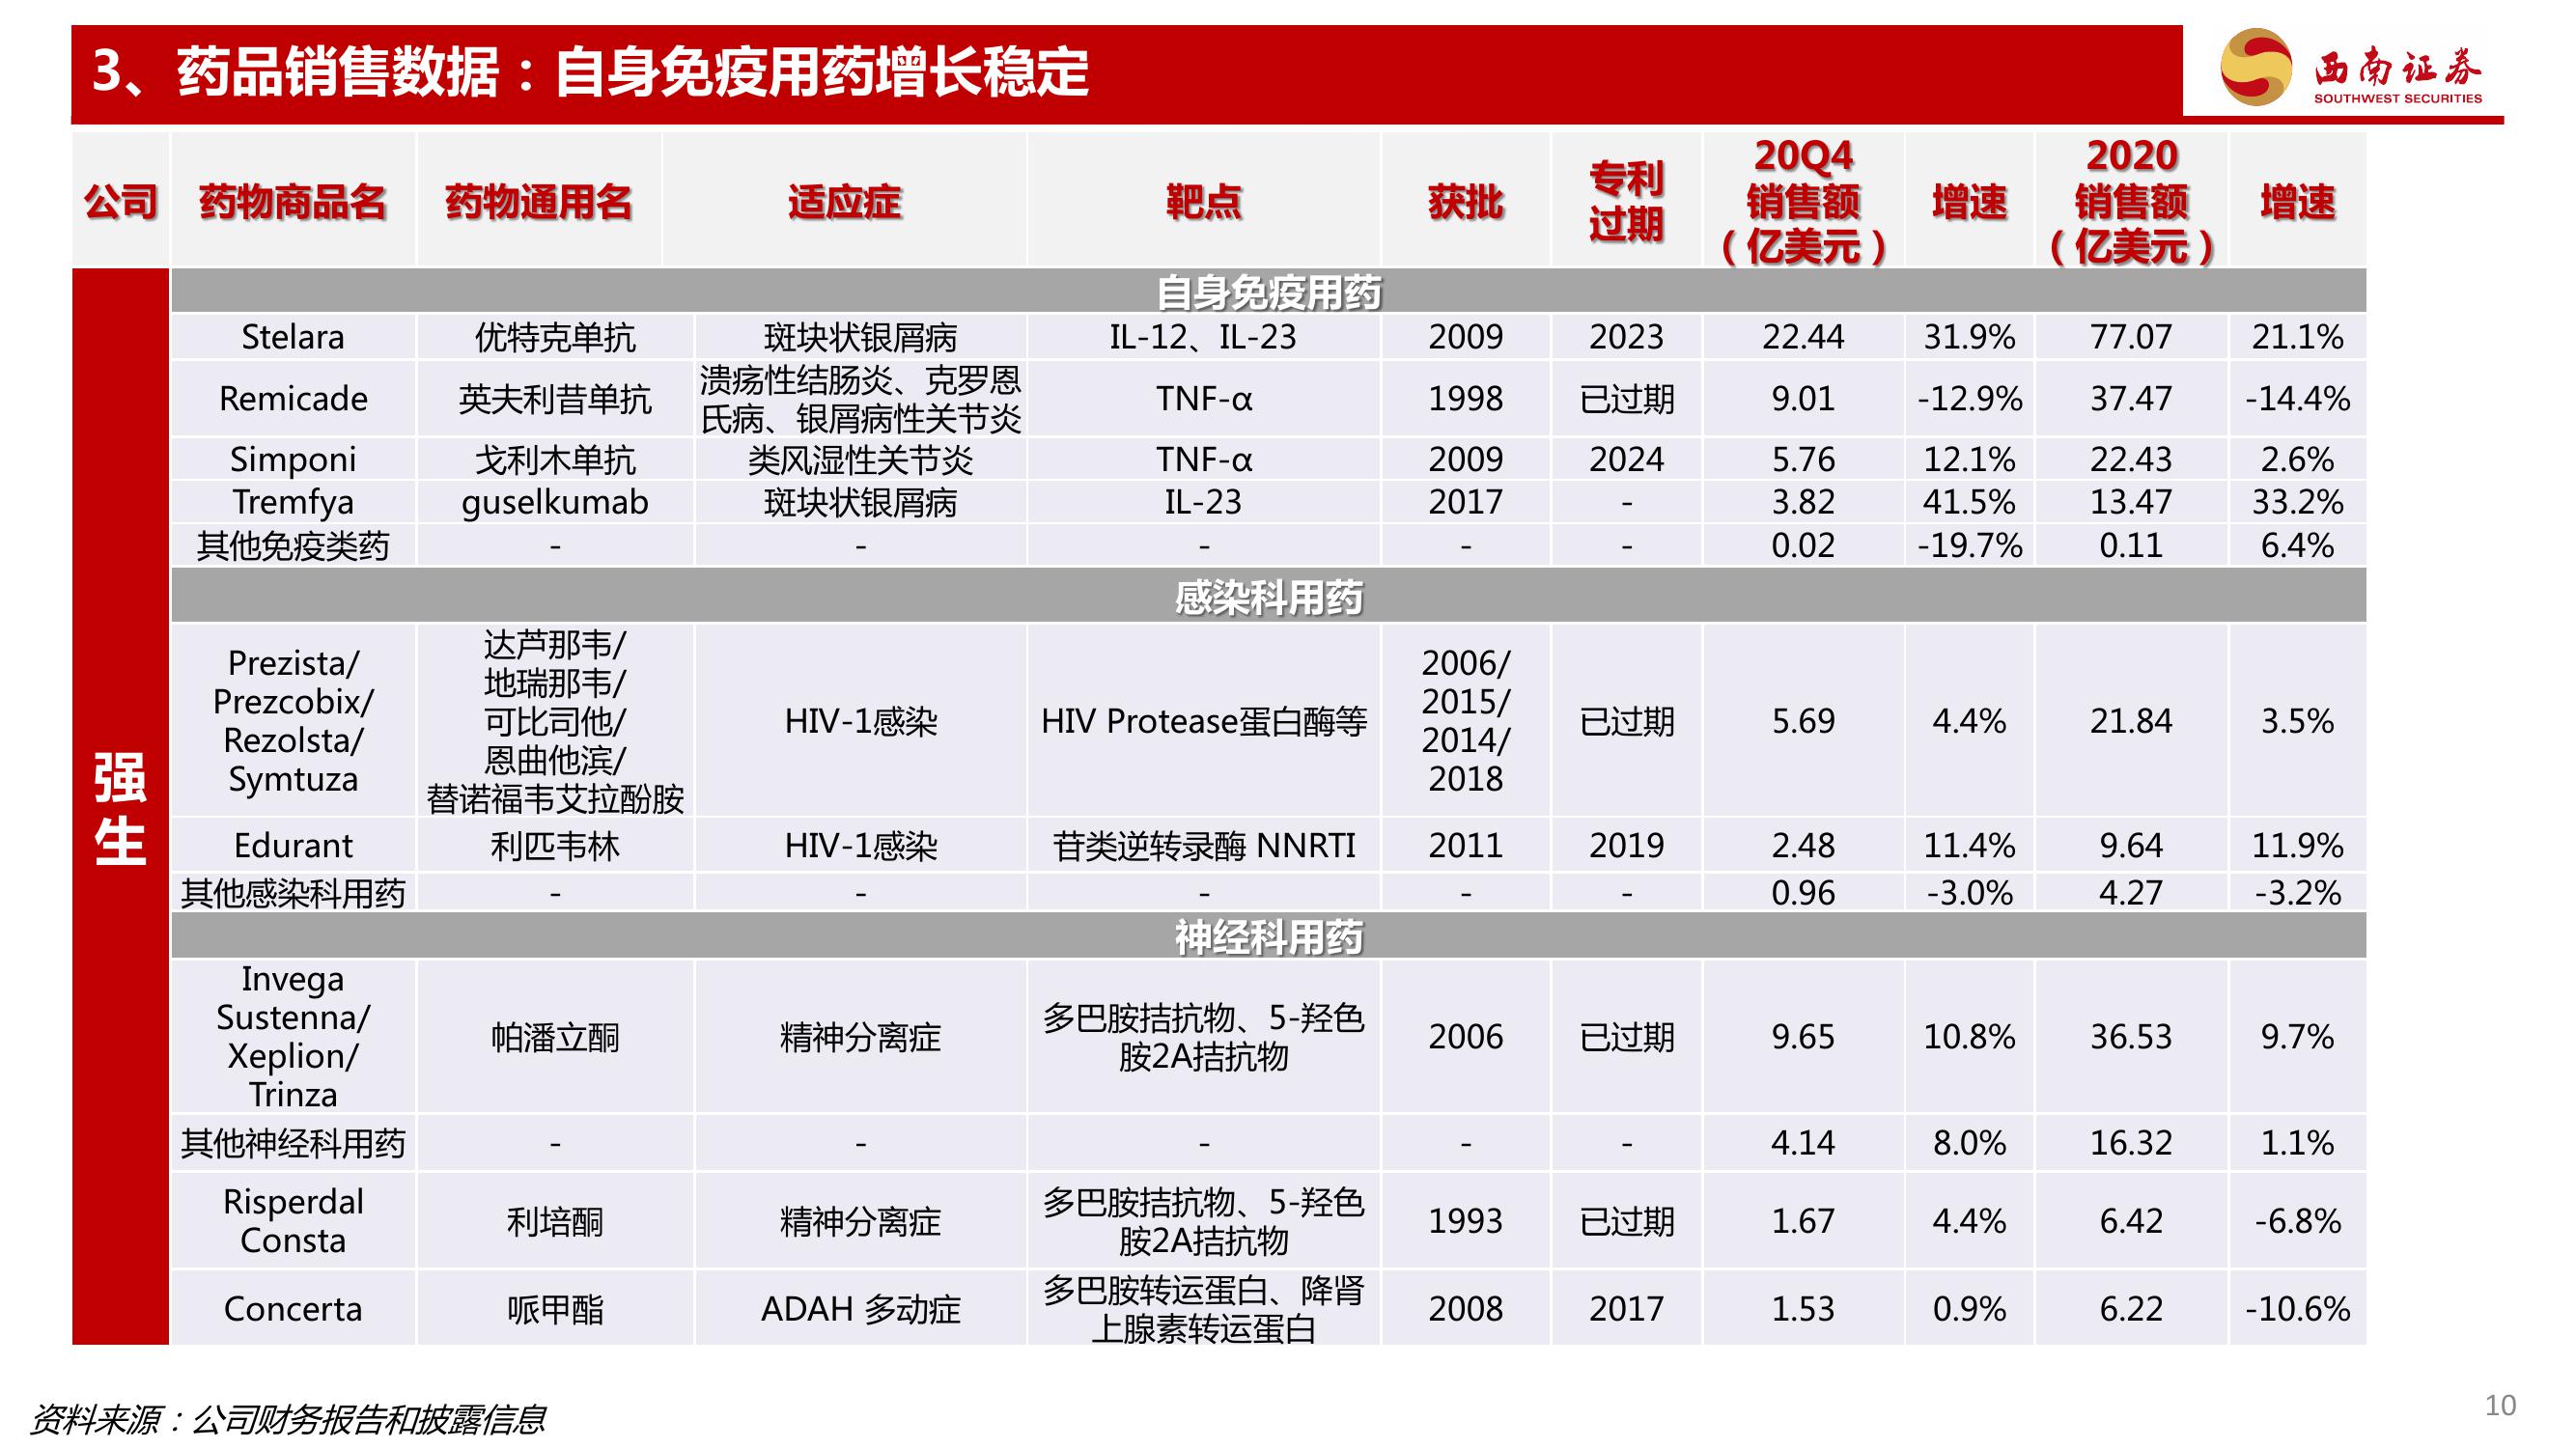 3、药品销售数据：自身免疫用药增长稳定
西南证券
SOUTHWEST SECURITIES
公司 药物商品名 药物通用名 适应症 靶点 获批 专利过期 20Q4销售额（亿美元） 增速 2020销售额（亿美元） 增速
强生
自身免疫用药
Stelara 优特克单抗 斑块状银屑病 IL-12、IL-23 2009 2023 22.44 31.9% 77.07 21.1%
Remicade 英夫利昔单抗 溃疡性结肠炎、克罗恩
氏病、银屑病性关节炎 TNF-α 1998 已过期 9.01 -12.9% 37.47 -14.4%
Simponi 戈利木单抗 类风湿性关节炎 TNF-α 2009 2024 5.76 12.1% 22.43 2.6%
Tremfya guselkumab 斑块状银屑病 IL-23 2017 - 3.82 41.5% 13.47 33.2%
其他免疫类药 - - - - - 0.02 -19.7% 0.11 6.4%
感染科用药
Prezista/
Prezcobix/
Rezolsta/
Symtuza
达芦那韦/
地瑞那韦/
可比司他/
恩曲他滨/
替诺福韦艾拉酚胺
HIV-1感染 HIV Protease蛋白酶等
2006/
2015/
2014/
2018
已过期 5.69 4.4% 21.84 3.5%
Edurant 利匹韦林 HIV-1感染 苷类逆转录酶 NNRTI 2011 2019 2.48 11.4% 9.64 11.9%
其他感染科用药 - - - - - 0.96 -3.0% 4.27 -3.2%
神经科用药
Invega
Sustenna/
Xeplion/
Trinza
帕潘立酮 精神分离症
多巴胺拮抗物、5-羟色
胺2A拮抗物
2006 已过期 9.65 10.8% 36.53 9.7%
其他神经科用药 - - - - - 4.14 8.0% 16.32 1.1%
Risperdal
Consta
利培酮 精神分离症
多巴胺拮抗物、5-羟色
胺2A拮抗物
1993 已过期 1.67 4.4% 6.42 -6.8%
Concerta 哌甲酯 ADAH 多动症
多巴胺转运蛋白、降肾
上腺素转运蛋白
2008 2017 1.53 0.9% 6.22 -10.6%
资料来源：公司财务报告和披露信息
10